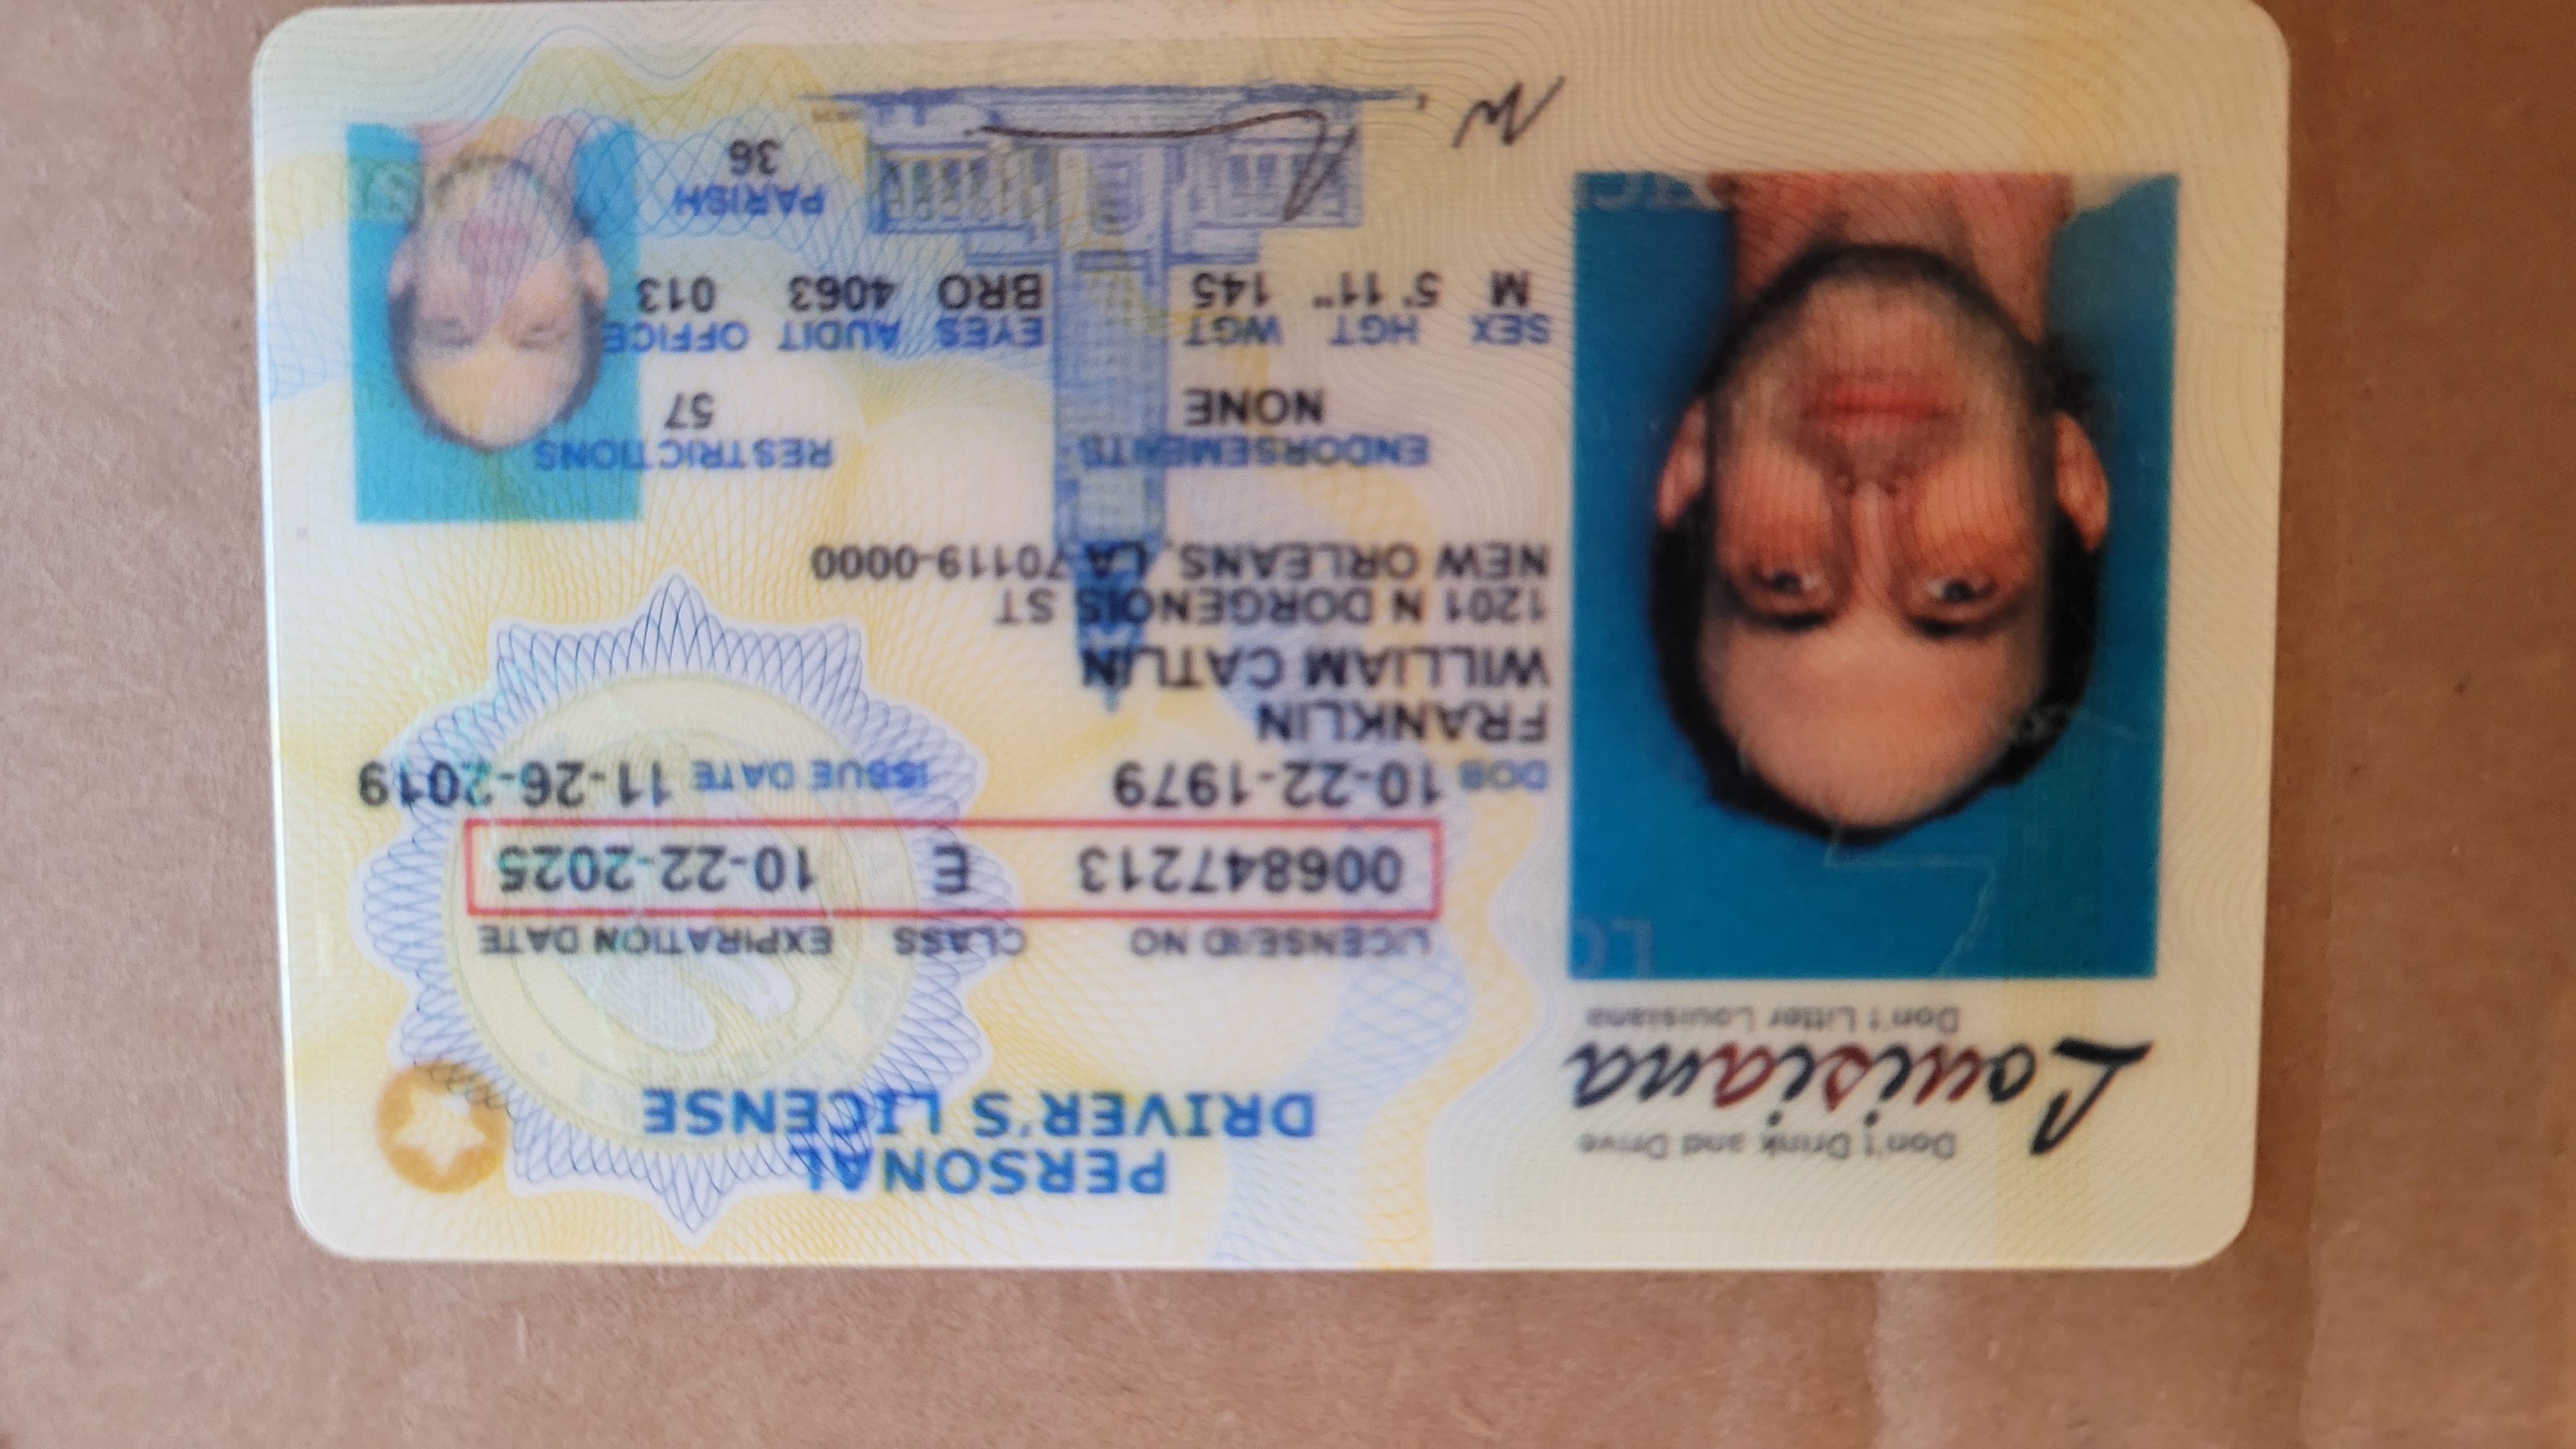 Don't Drink and Drive
Louisiana
Don't Litter Louisiana
PERSONAL
DRIVER'S LICENSE
LICENSE/ID NO CLASS EXPIRATION DATE
006847213 E 10-22-2025
DOB 10-22-1979 ISSUE DATE 11-26-2019
FRANKLIN
WILLIAM CATLIN
1201 N DORGENOIS ST
NEW ORLEANS, LA 70119-0000
ENDORSEMENTS RESTRICTIONS
NONE 57
SEX HGT WGT EYES AUDIT OFFICE
M 5' 11" 145 BRO 4063 013
PARISH
36